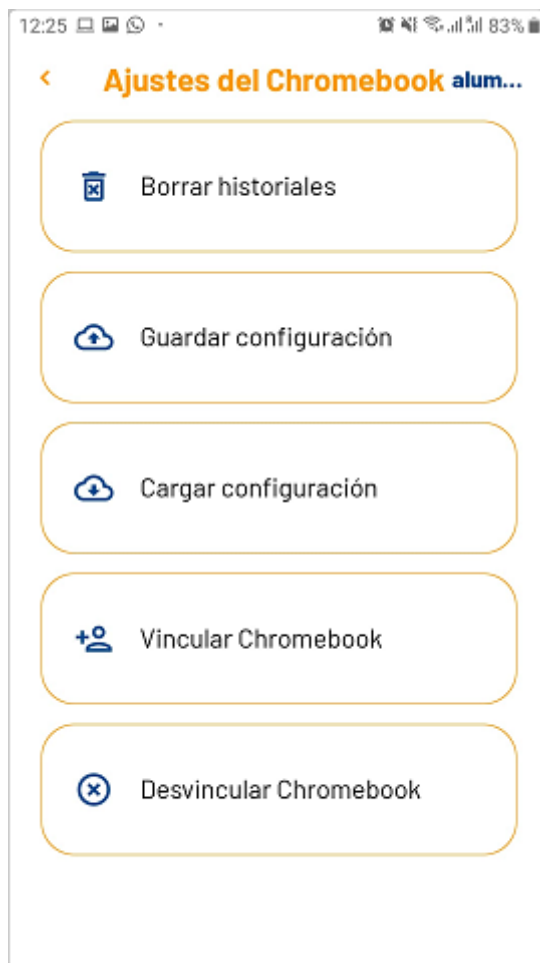 12:25 83%
Ajustes del Chromebook alum...
Borrar historiales
Guardar configuración
Cargar configuración
Vincular Chromebook
Desvincular Chromebook